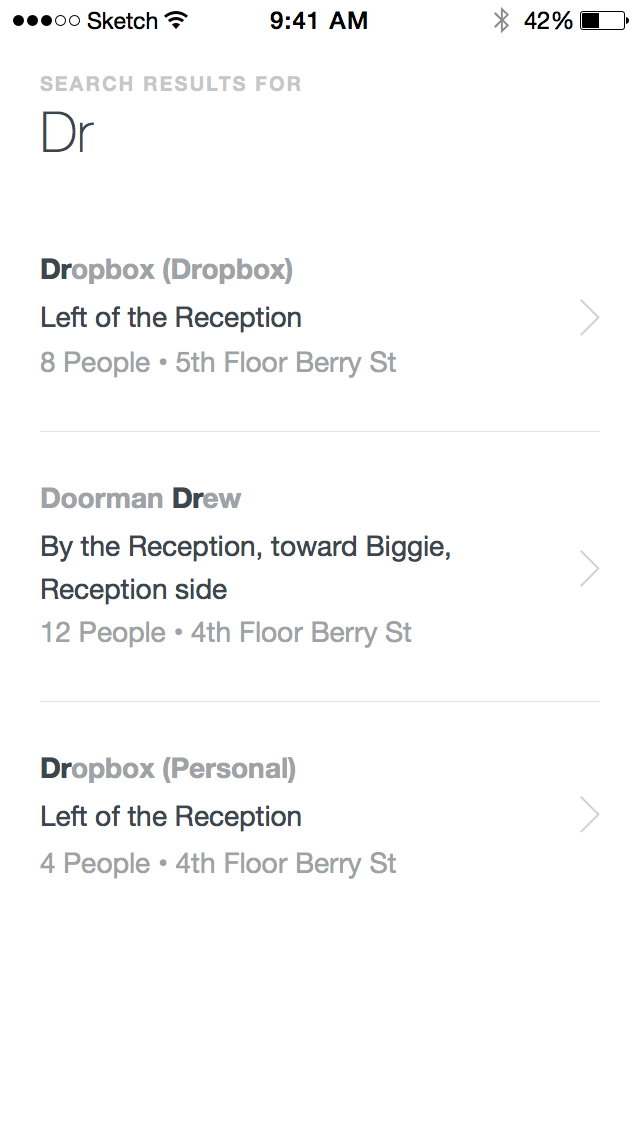 Sketch 9:41 AM 42%
SEARCH RESULTS FOR
Dr
Dropbox (Dropbox)
Left of the Reception
8 People • 5th Floor Berry St
Doorman Drew
By the Reception, toward Biggie,
Reception side
12 People • 4th Floor Berry St
Dropbox (Personal)
Left of the Reception
4 People • 4th Floor Berry St